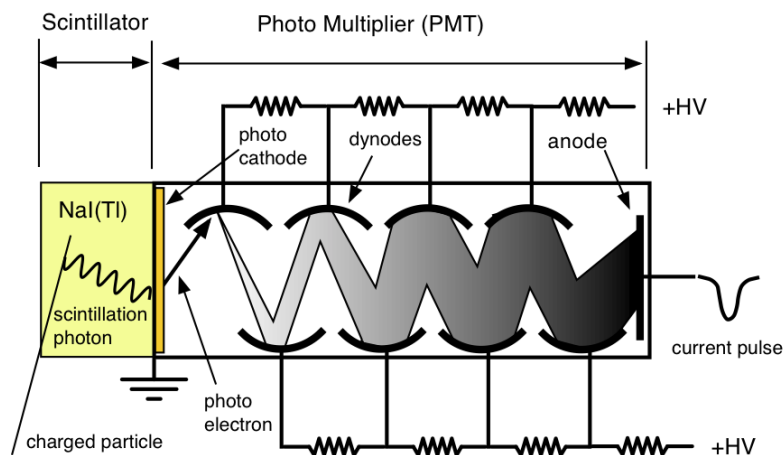 Scintillator
Photo Multiplier (PMT)
+HV
photo
cathode
dynodes
anode
NaI(Tl)
scintillation
photon
current pulse
photo
electron
charged particle
+HV